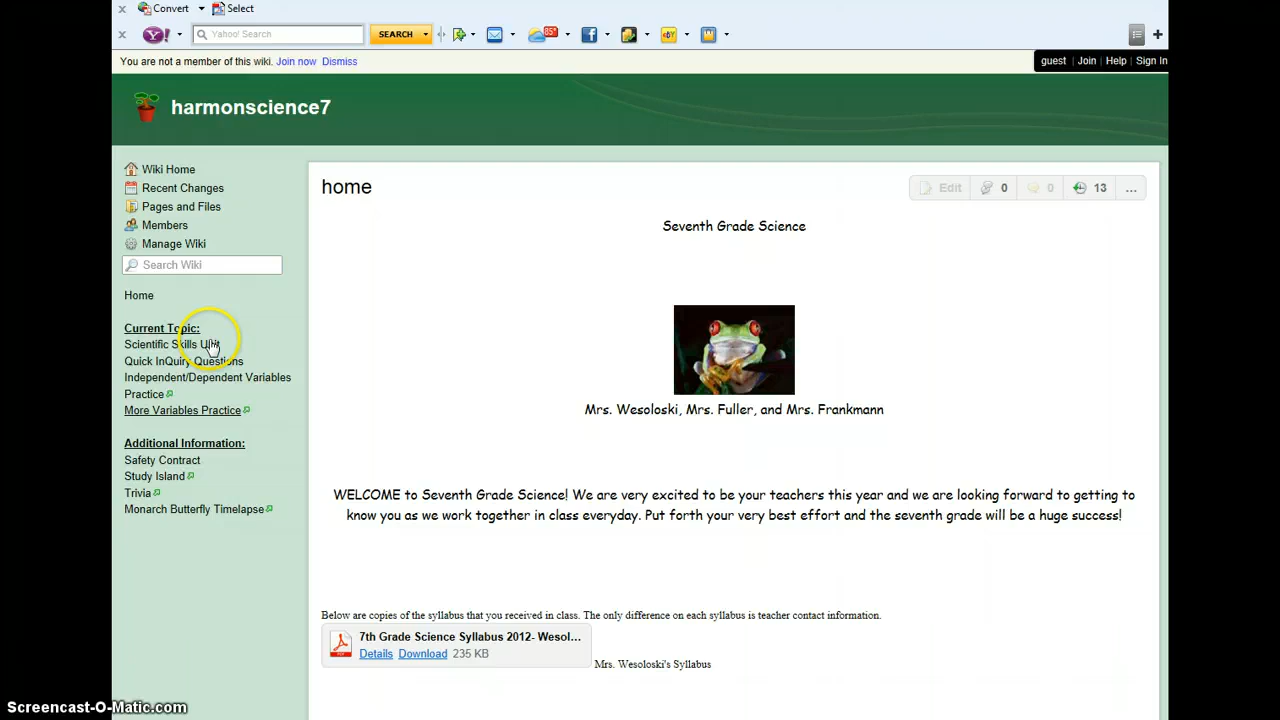 Convert Select
Yahoo! Search SEARCH 85°
You are not a member of this wiki. Join now Dismiss guest Join Help Sign In
harmonscience7
Wiki Home
Recent Changes
Pages and Files
Members
Manage Wiki
Search Wiki
Home
Current Topic:
Scientific Skills Unit
Quick InQuiry Questions
Independent/Dependent Variables
Practice
More Variables Practice
Additional Information:
Safety Contract
Study Island
Trivia
Monarch Butterfly Timelapse
home
Edit 0 0 13 ...
Seventh Grade Science
Mrs. Wesoloski, Mrs. Fuller, and Mrs. Frankmann
WELCOME to Seventh Grade Science! We are very excited to be your teachers this year and we are looking forward to getting to
know you as we work together in class everyday. Put forth your very best effort and the seventh grade will be a huge success!
Below are copies of the syllabus that you received in class. The only difference on each syllabus is teacher contact information.
7th Grade Science Syllabus 2012- Wesol...
Details Download 235 KB
Mrs. Wesoloski's Syllabus
Screencast-O-Matic.com